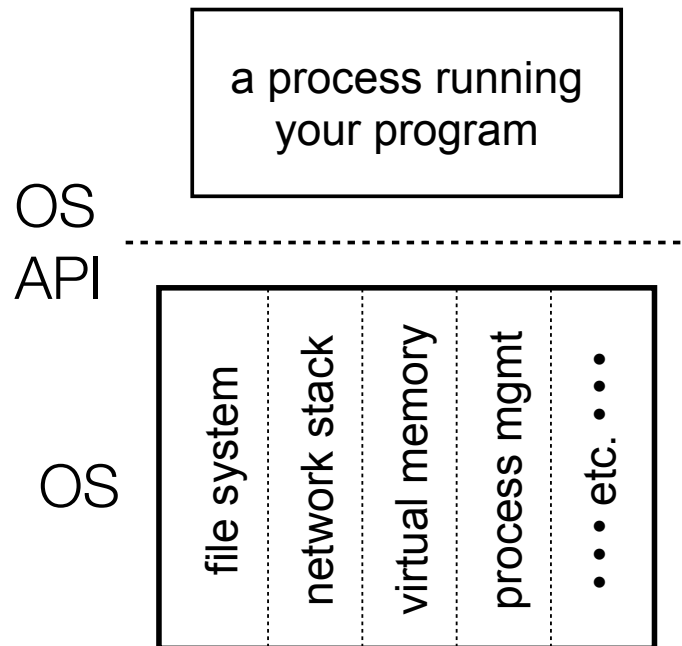 a process running
your program
OS
API
OS
file system
network stack
virtual memory
process mgmt
••• etc. •••